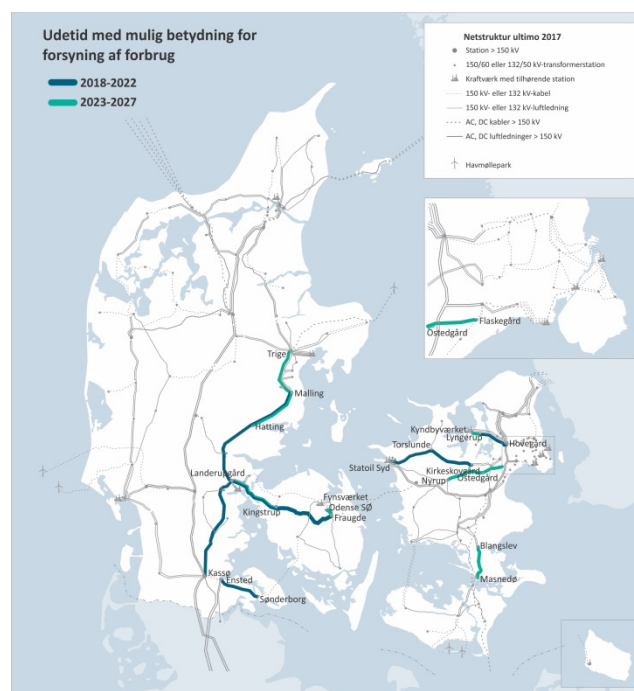 Udetid med mulig betydning for
forsyning af forbrug
2018-2022
2023-2027
Netstruktur ultimo 2017
Station > 150 kV
150/60 eller 132/50 kV-transformerstation
Kraftværk med tilhørende station
150 kV- eller 132 kV-kabel
150 kV- eller 132 kV-luftledning
AC, DC kabler > 150 kV
AC, DC luftledninger > 150 kV
Havmøllepark
Flaskegård
Ostedgård
Trige
Malling
Hatting
Landerupgård
Kingstrup
Fynsværket
Odense SØ
Fraugde
Kassø
Ensted
Sønderborg
Kyndbyværket
Lyngerup
Hovegård
Torslunde
Statoil Syd
Kirkeskovgård
Nyrup
Ostedgård
Blangslev
Masnedø